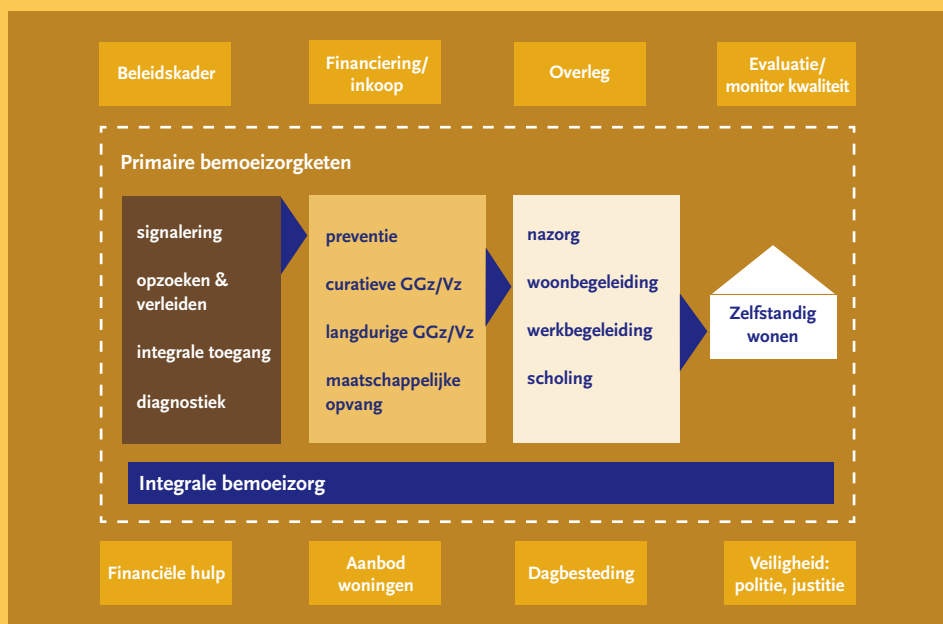 Beleidskader
Financiering/
inkoop
Overleg
Evaluatie/
monitor kwaliteit
Primaire bemoeizorgketen
signalering
opzoeken &
verleiden
integrale toegang
diagnostiek
preventie
curatieve GGz/Vz
langdurige GGz/Vz
maatschappelijke
opvang
nazorg
woonbegeleiding
werkbegeleiding
scholing
Zelfstandig
wonen
Integrale bemoeizorg
Financiële hulp
Aanbod
woningen
Dagbesteding
Veiligheid:
politie, justitie